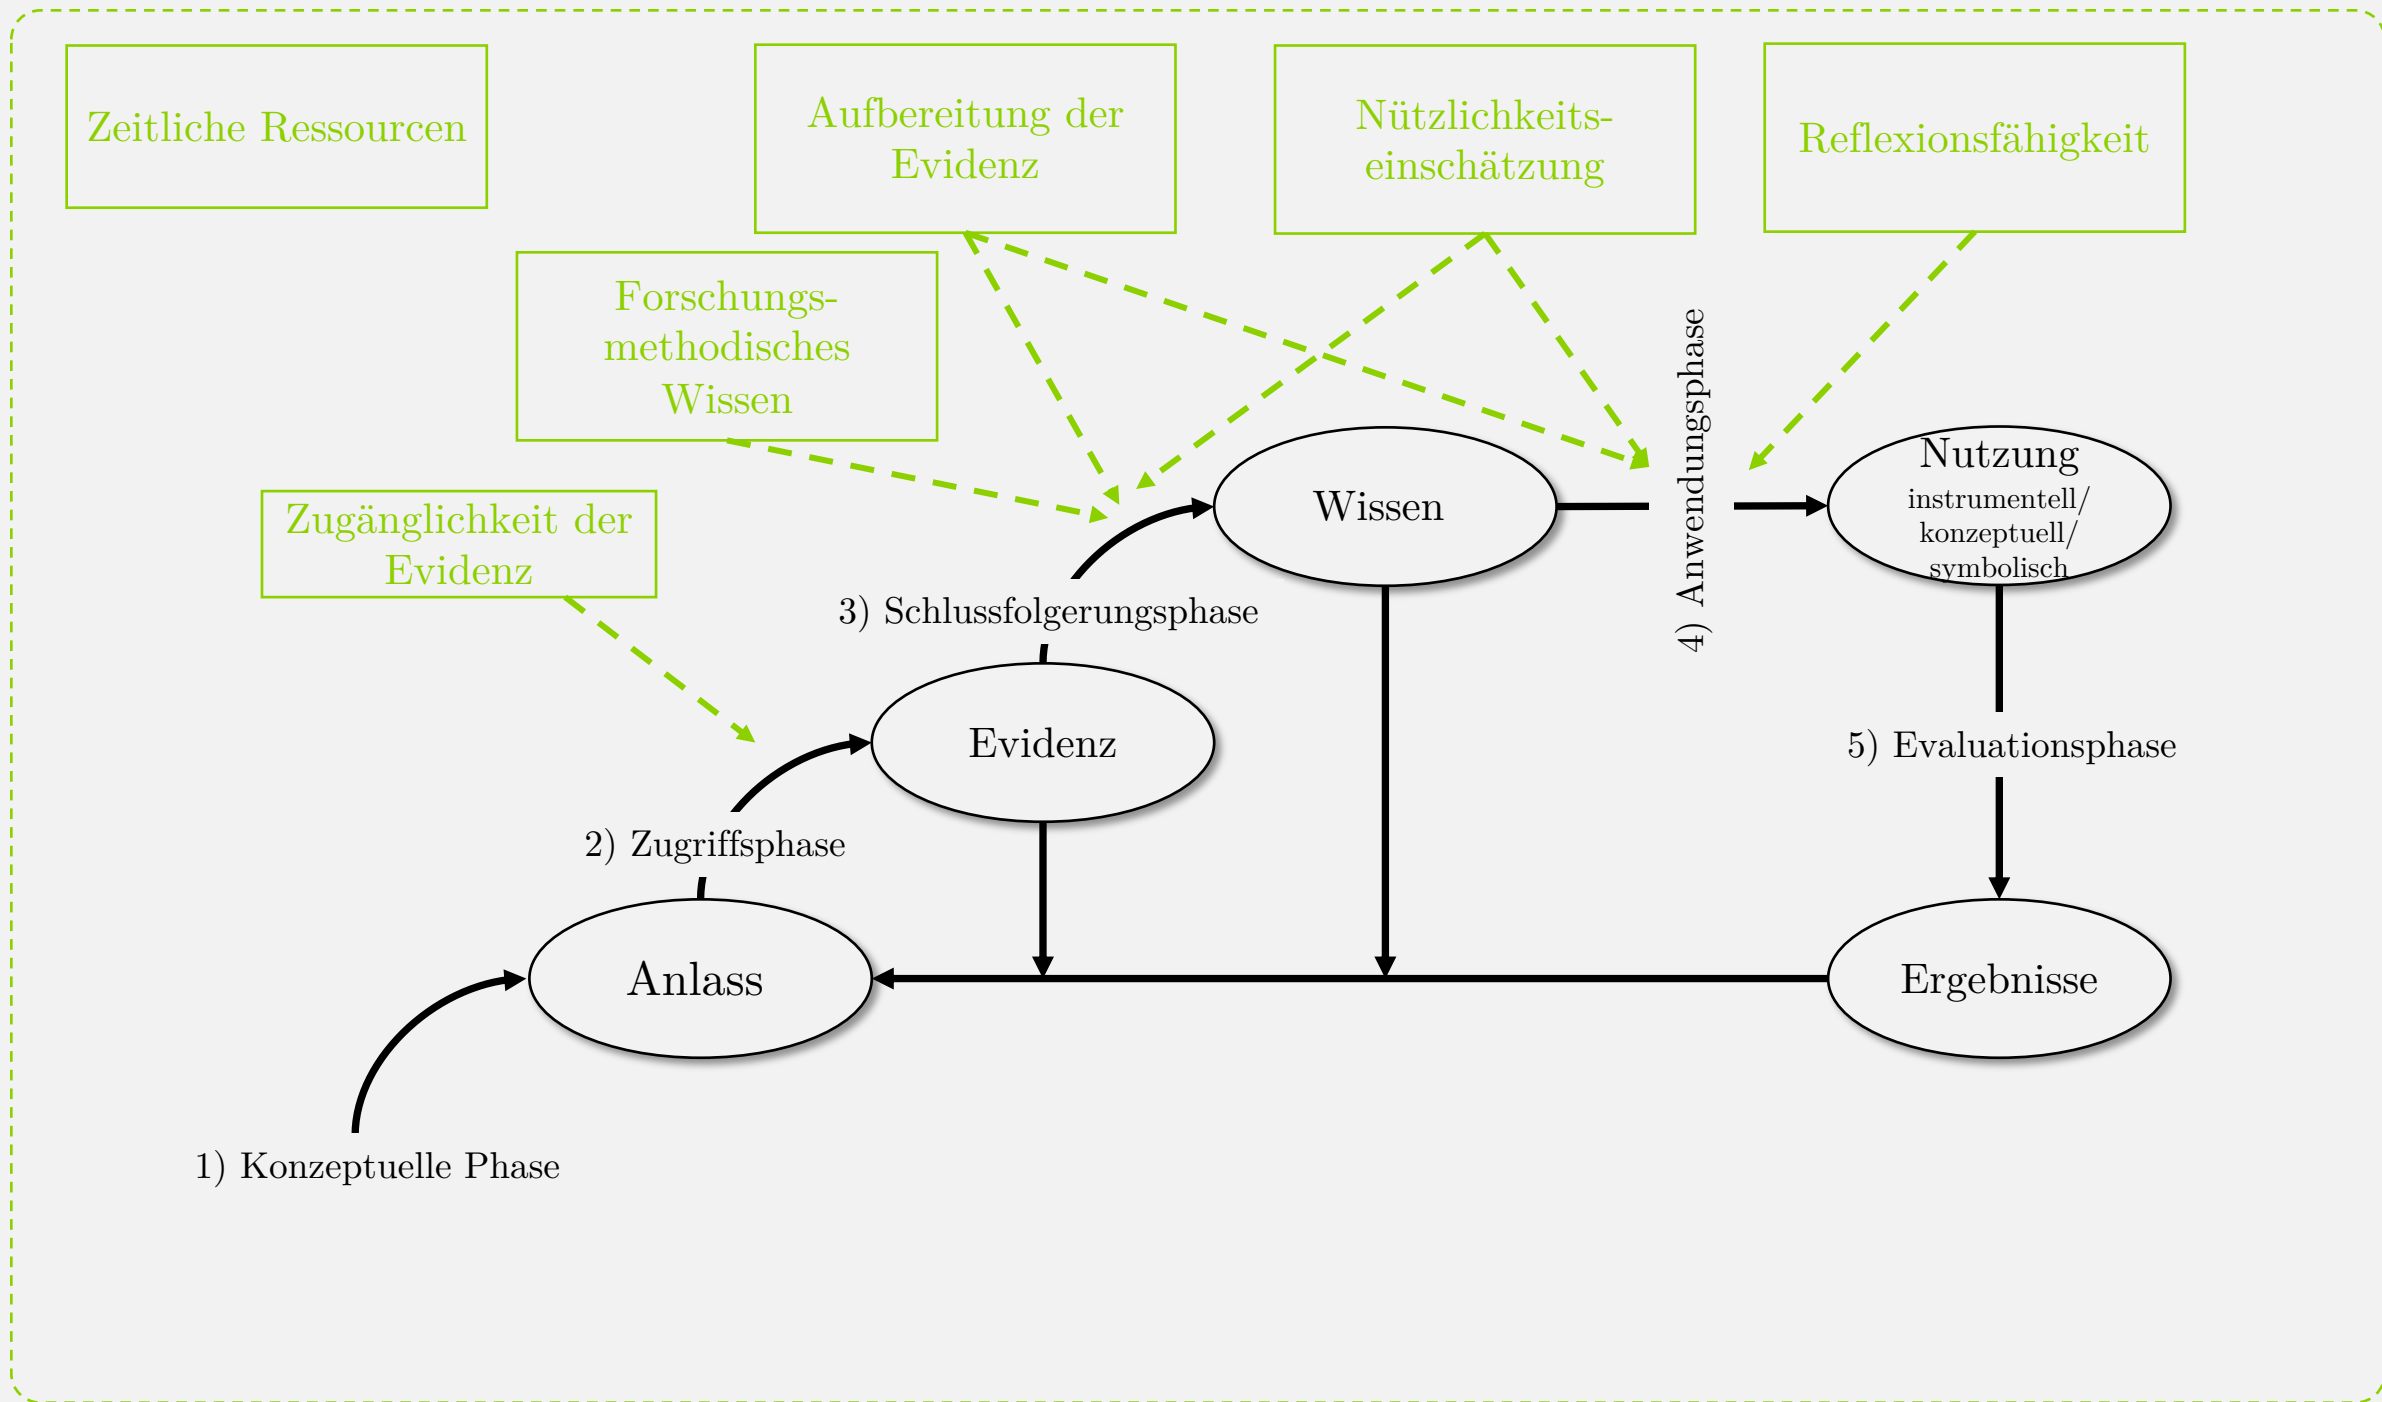 Zeitliche Ressourcen
Aufbereitung der
Evidenz
Nützlichkeits-
einschätzung
Reflexionsfähigkeit
Forschungs-
methodisches
Wissen
Zugänglichkeit der
Evidenz
Wissen
4) Anwendungsphase
Nutzung
instrumentell/
konzeptuell/
symbolisch
3) Schlussfolgerungsphase
Evidenz
5) Evaluationsphase
2) Zugriffsphase
Anlass
Ergebnisse
1) Konzeptuelle Phase